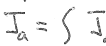 I_a = ∫ I.